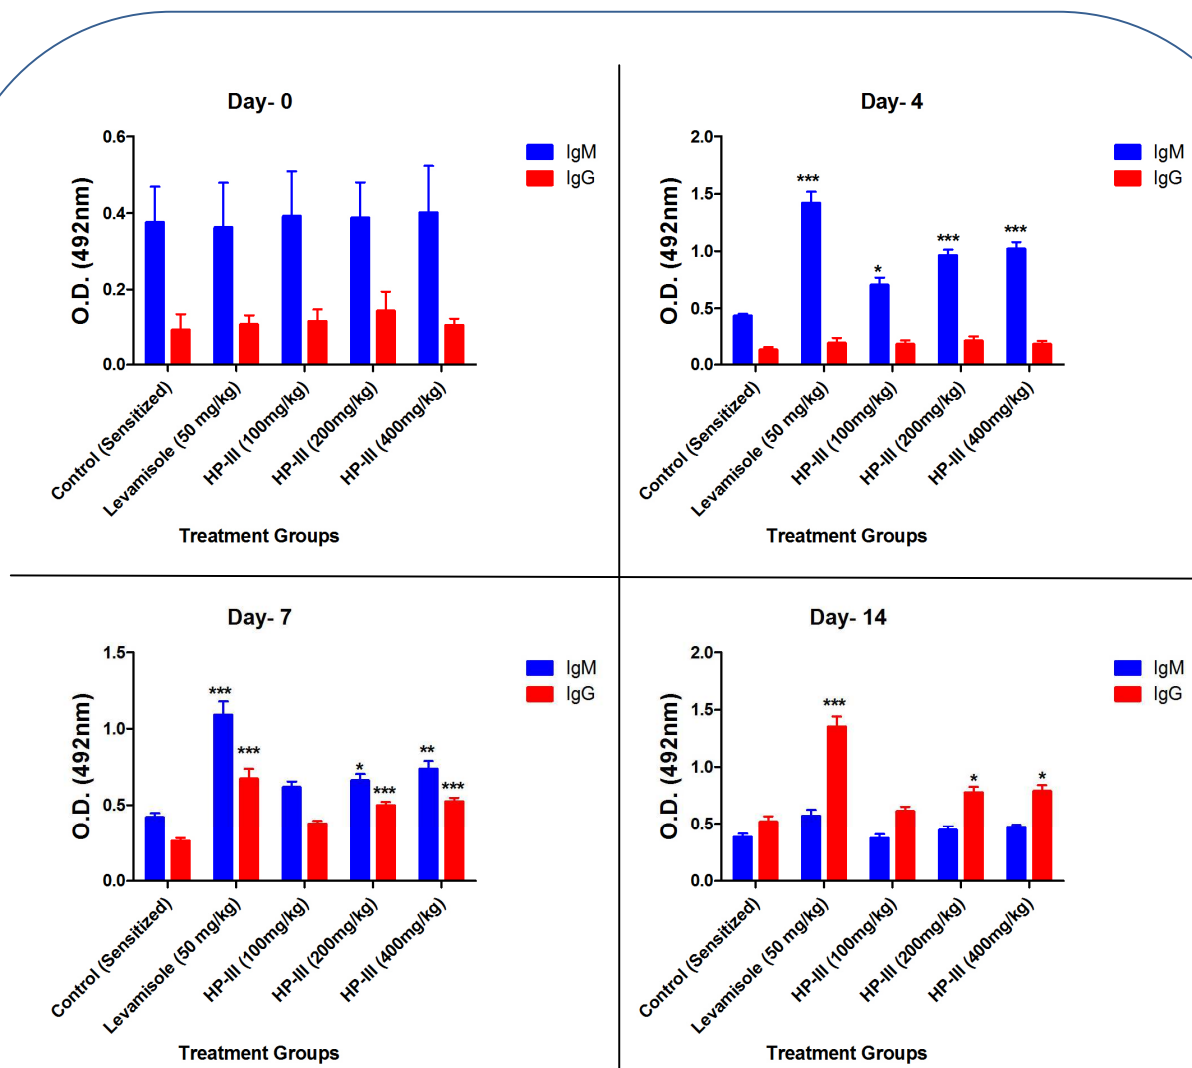 Day- 0
0.6
0.4
0.2
0.0
O.D. (492nm)
IgM
IgG
Control (Sensitized)
Levamisole (50 mg/kg)
HP-III (100mg/kg)
HP-III (200mg/kg)
HP-III (400mg/kg)
Treatment Groups
Day- 4
2.0
1.5
1.0
0.5
0.0
O.D. (492nm)
***
*
***
***
IgM
IgG
Control (Sensitized)
Levamisole (50 mg/kg)
HP-III (100mg/kg)
HP-III (200mg/kg)
HP-III (400mg/kg)
Treatment Groups
Day- 7
1.5
1.0
0.5
0.0
O.D. (492nm)
***
***
*
***
**
***
IgM
IgG
Control (Sensitized)
Levamisole (50 mg/kg)
HP-III (100mg/kg)
HP-III (200mg/kg)
HP-III (400mg/kg)
Treatment Groups
Day- 14
2.0
1.5
1.0
0.5
0.0
O.D. (492nm)
***
*
*
IgM
IgG
Control (Sensitized)
Levamisole (50 mg/kg)
HP-III (100mg/kg)
HP-III (200mg/kg)
HP-III (400mg/kg)
Treatment Groups